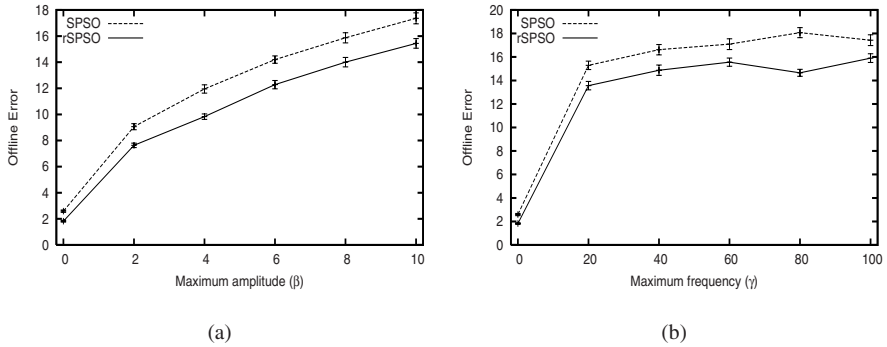 18
16
14
12
10
8
6
4
2
0
Offline Error
SPSO
rSPSO
0 2 4 6 8 10
Maximum amplitude (β)
(a)
20
18
16
14
12
10
8
6
4
2
0
Offline Error
SPSO
rSPSO
0 20 40 60 80 100
Maximum frequency (γ)
(b)